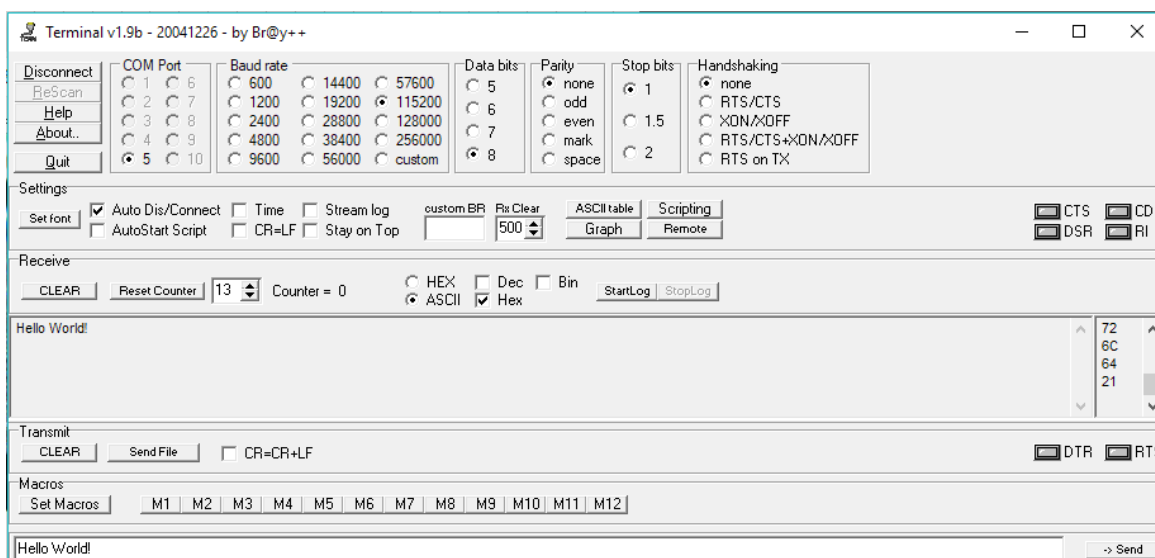 Terminal v1.9b - 20041226 - by Br@y++
Disconnect
ReScan
Help
About..
Quit
COM Port
1 6
2 7
3 8
4 9
5 10
Baud rate
600 14400 57600
1200 19200 115200
2400 28800 128000
4800 38400 256000
9600 56000 custom
Data bits
5
6
7
8
Parity
none
odd
even
mark
space
Stop bits
1
1.5
2
Handshaking
none
RTS/CTS
XON/XOFF
RTS/CTS+XON/XOFF
RTS on TX
Settings
Set font
Auto Dis/Connect Time Stream log
AutoStart Script CR=LF Stay on Top
custom BR Rx Clear
500
ASCII table Scripting
Graph Remote
CTS CD
DSR RI
Receive
CLEAR Reset Counter 13 Counter = 0
HEX Dec Bin
ASCII Hex
StartLog StopLog
Hello World!
72
6C
64
21
Transmit
CLEAR Send File CR=CR+LF
DTR RTS
Macros
Set Macros M1 M2 M3 M4 M5 M6 M7 M8 M9 M10 M11 M12
Hello World!
-> Send